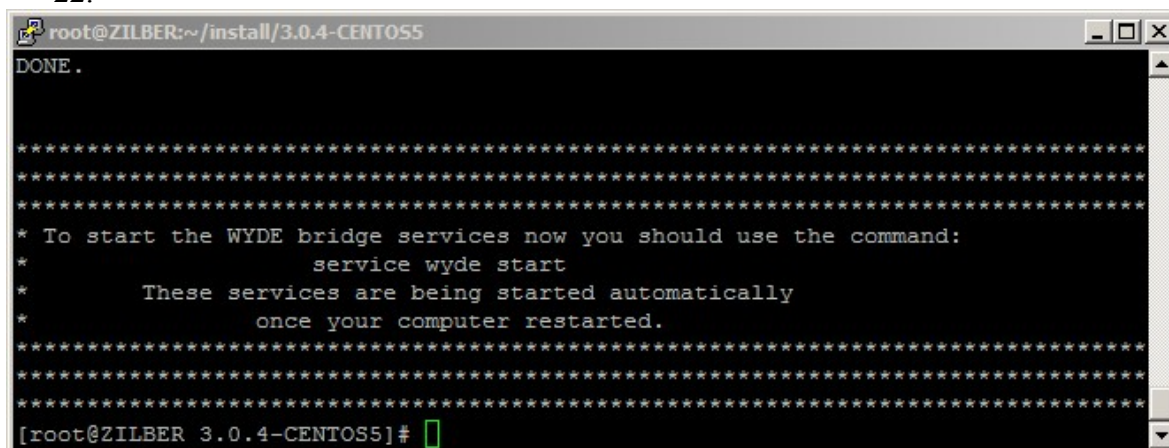 22.
root@ZILBER:~/install/3.0.4-CENTOS5
DONE.
********************************************************************************
********************************************************************************
********************************************************************************
* To start the WYDE bridge services now you should use the command:
*                    service wyde start
*        These services are being started automatically
*                once your computer restarted.
********************************************************************************
********************************************************************************
********************************************************************************
[root@ZILBER 3.0.4-CENTOS5]#